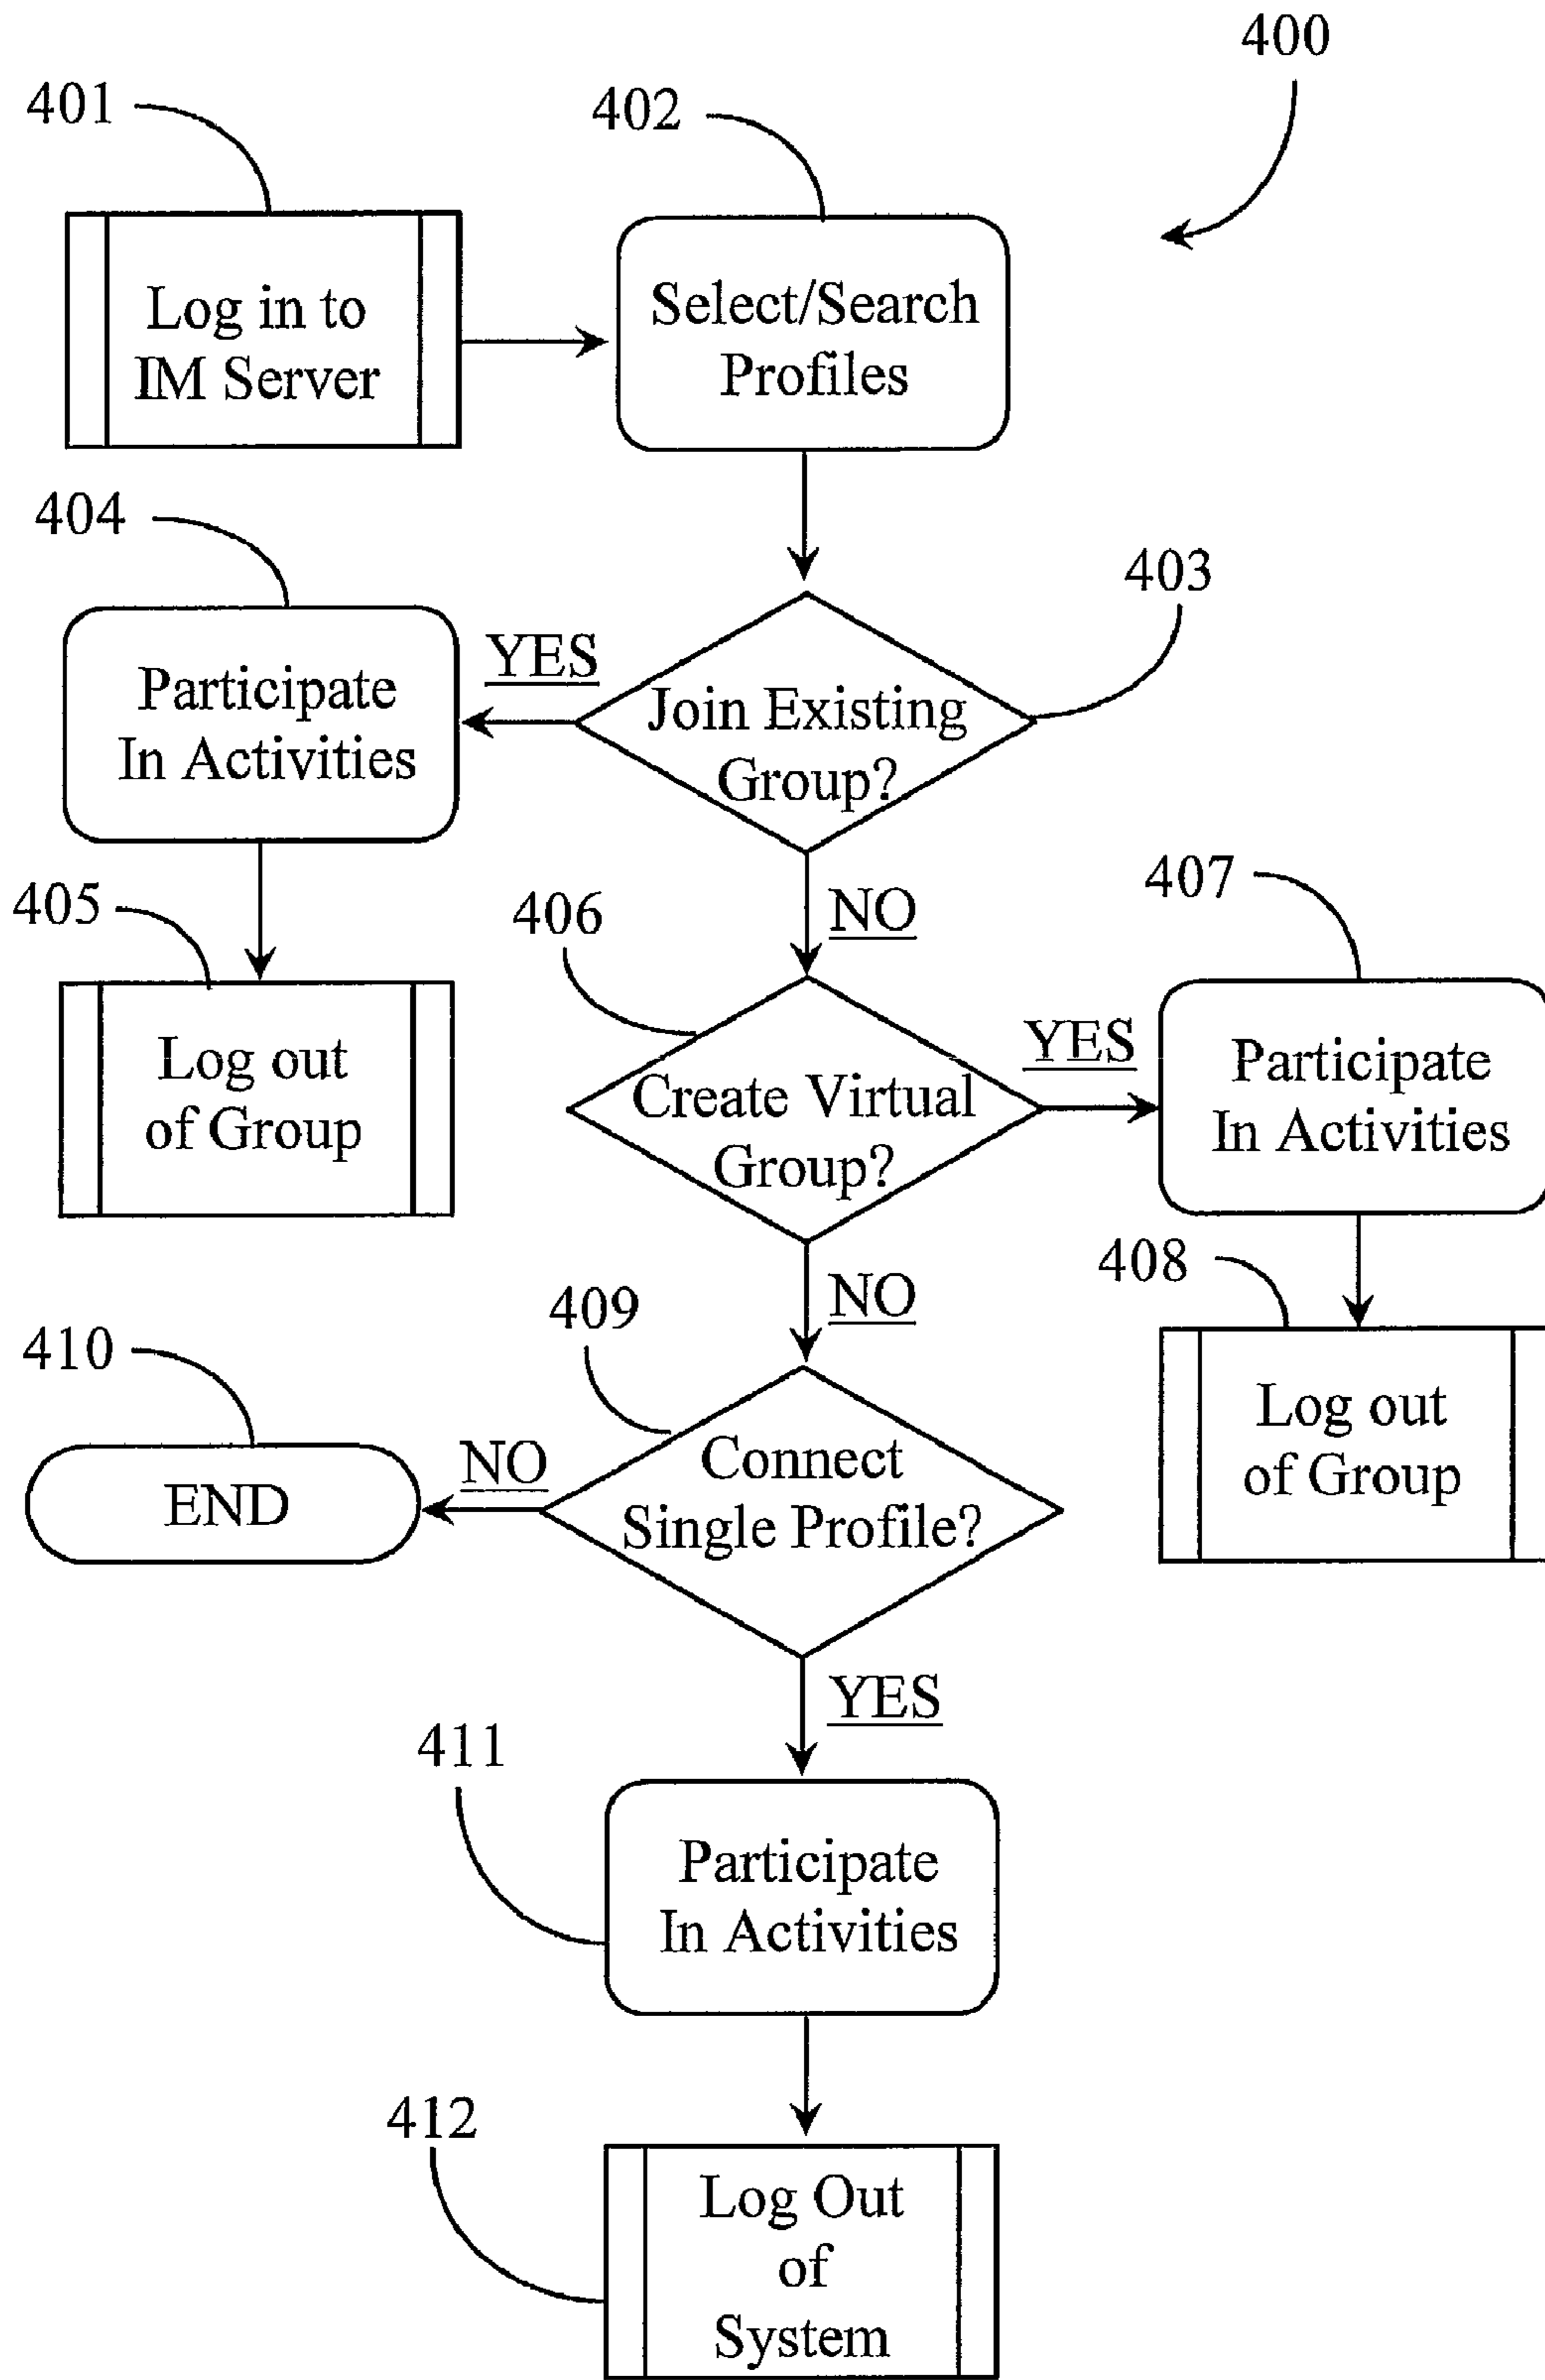 400
401
402
Log in to
IM Server
Select/Search
Profiles
404
403
Participate
In Activities
YES
Join Existing
Group?
405
406
NO
407
Log out
of Group
Create Virtual
Group?
YES
Participate
In Activities
408
409
NO
410
END
NO
Connect
Single Profile?
Log out
of Group
YES
411
Participate
In Activities
412
Log Out
of
System